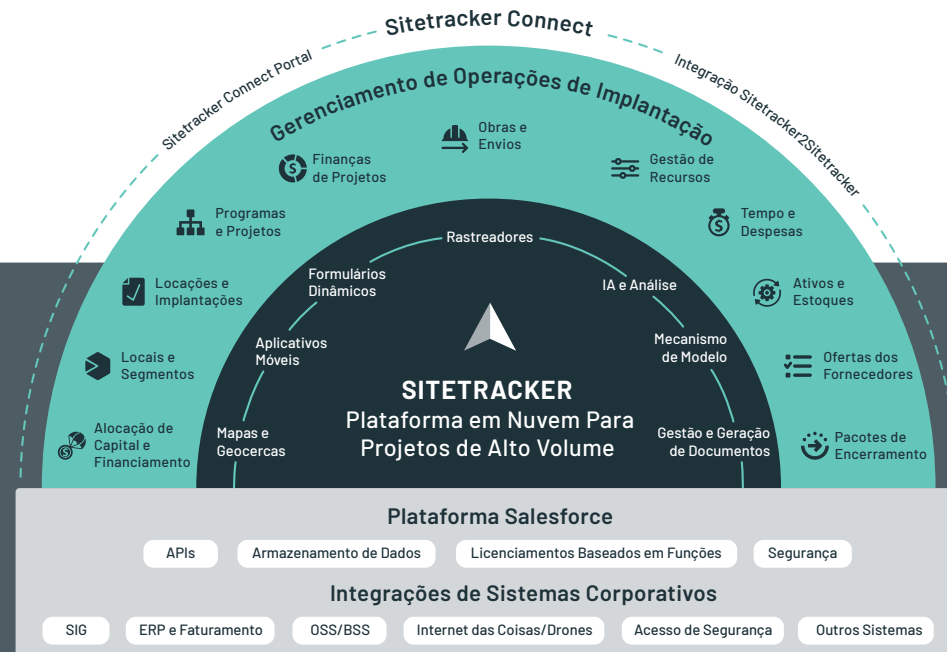 Sitetracker Connect
Sitetracker Connect Portal
Integração Sitetracker2Sitetracker
Gerenciamento de Operações de Implantação
Alocação de
Capital e
Financiamento
Locais e
Segmentos
Locações e
Implantações
Programas
e Projetos
Finanças
de Projetos
Obras e
Envios
Gestão de
Recursos
Tempo e
Despesas
Ativos e
Estoques
Ofertas dos
Fornecedores
Pacotes de
Encerramento
Mapas e
Geocercas
Aplicativos
Móveis
Formulários
Dinâmicos
Rastreadores
IA e Análise
Mecanismo
de Modelo
Gestão e Geração
de Documentos
SITETRACKER
Plataforma em Nuvem Para
Projetos de Alto Volume
Plataforma Salesforce
APIs
Armazenamento de Dados
Licenciamentos Baseados em Funções
Segurança
Integrações de Sistemas Corporativos
SIG
ERP e Faturamento
OSS/BSS
Internet das Coisas/Drones
Acesso de Segurança
Outros Sistemas